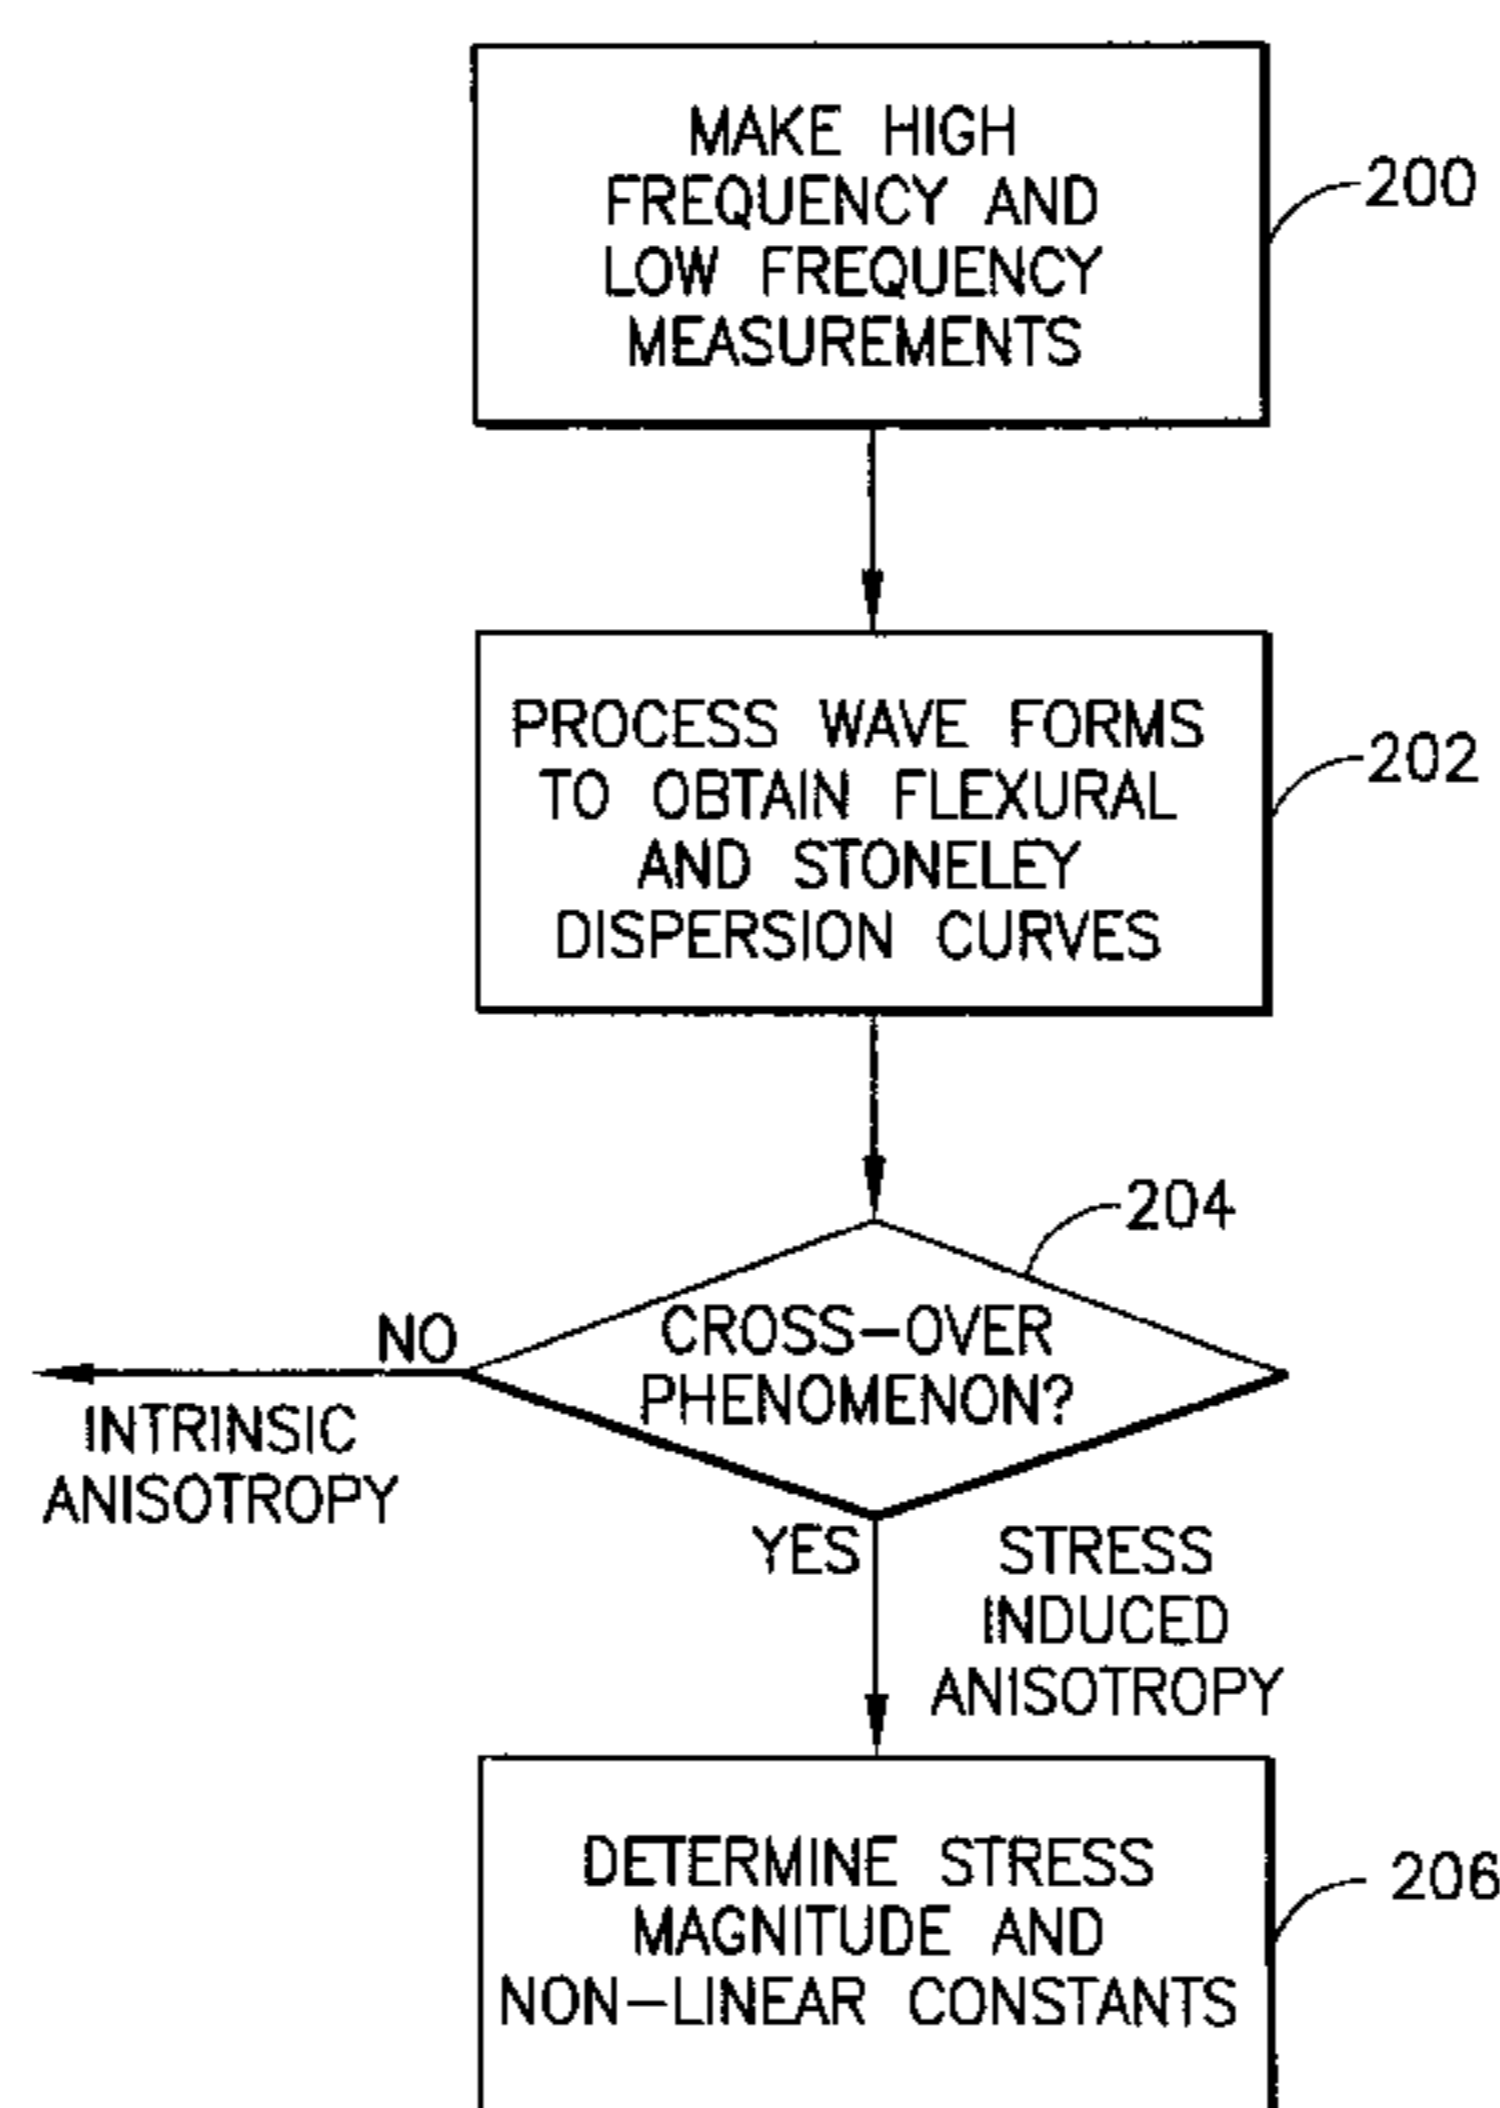 MAKE HIGH
FREQUENCY AND
LOW FREQUENCY
MEASUREMENTS
200
PROCESS WAVE FORMS
TO OBTAIN FLEXURAL
AND STONELEY
DISPERSION CURVES
202
204
CROSS-OVER
PHENOMENON?
NO
INTRINSIC
ANISOTROPY
YES
STRESS
INDUCED
ANISOTROPY
DETERMINE STRESS
MAGNITUDE AND
NON-LINEAR CONSTANTS
206